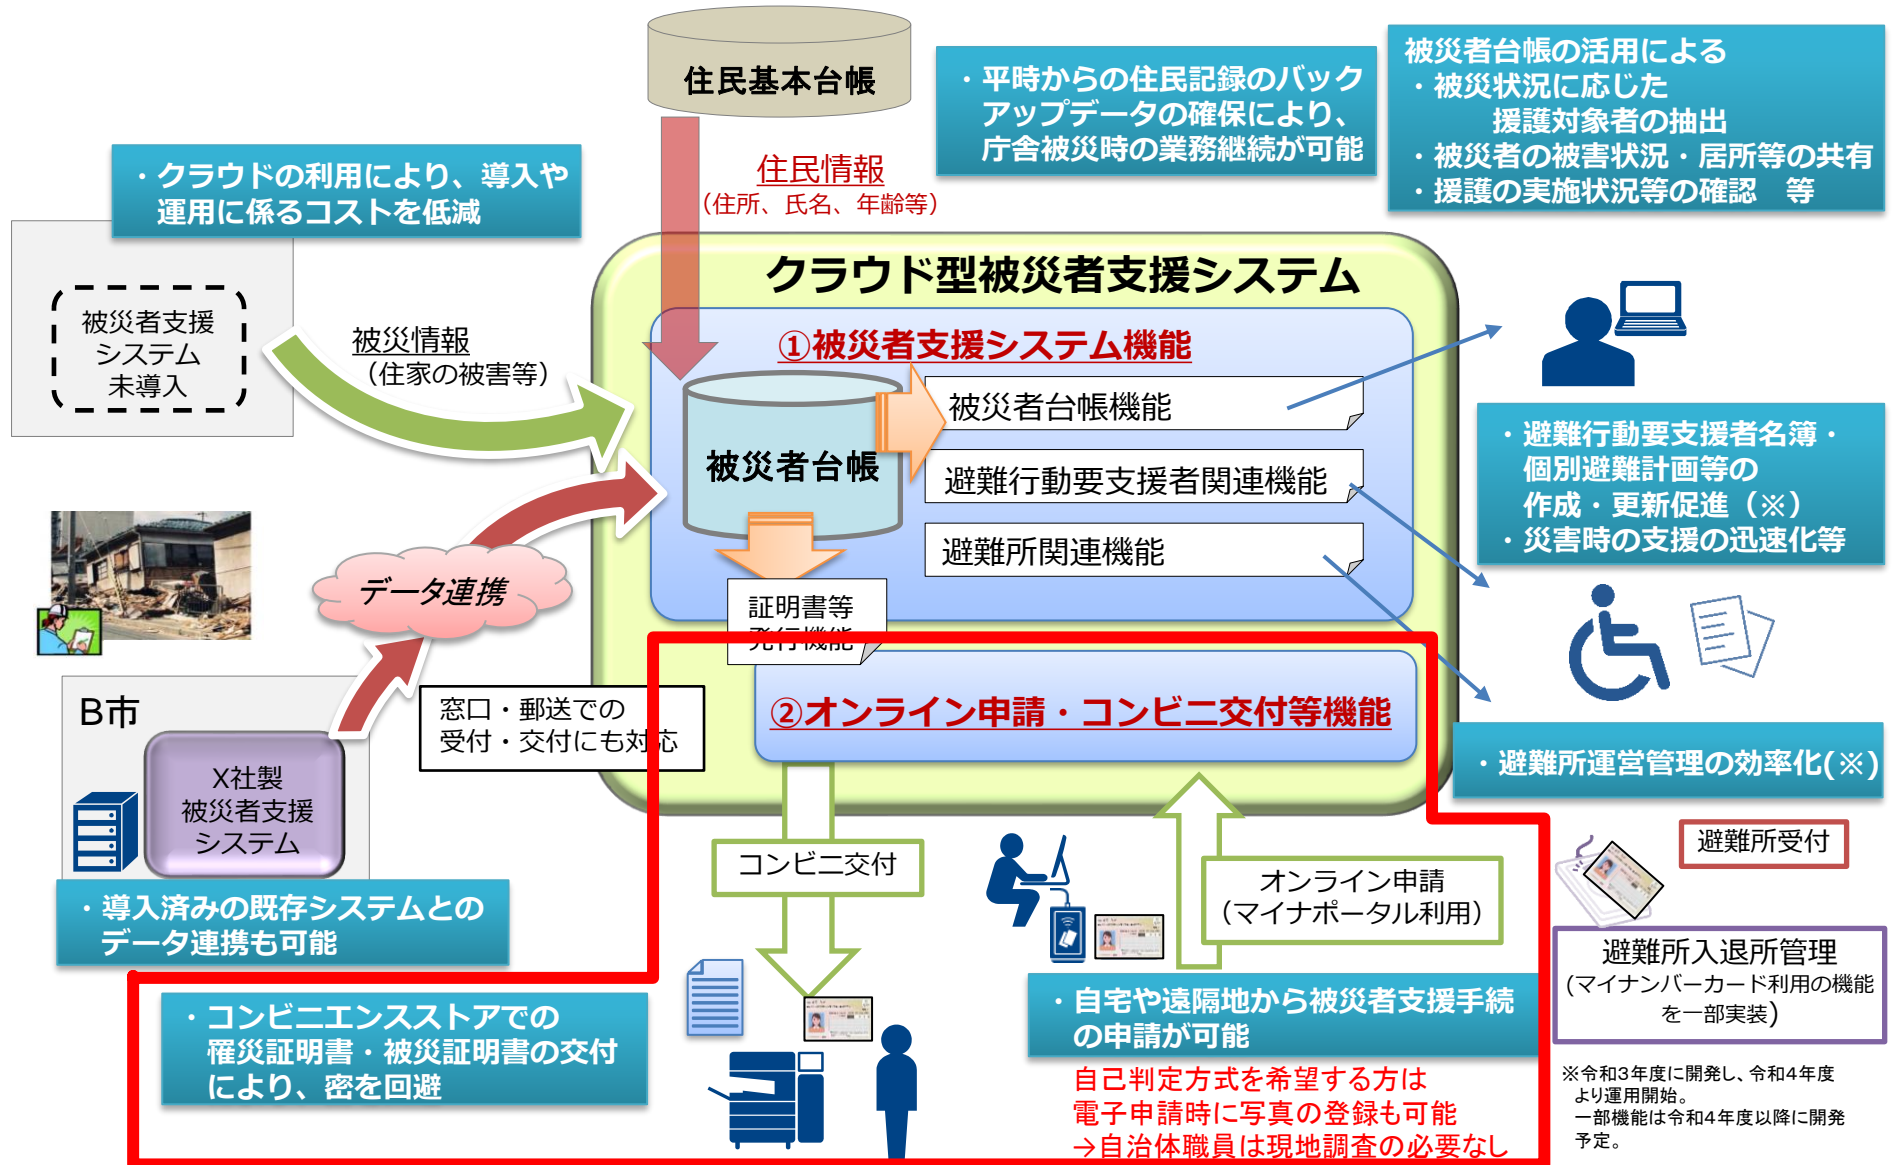 住民基本台帳
・平時からの住民記録のバック
アップデータの確保により、
庁舎被災時の業務継続が可能
被災者台帳の活用による
・被災状況に応じた
援護対象者の抽出
・被災者の被害状況・居所等の共有
・援護の実施状況等の確認　等
・クラウドの利用により、導入や
運用に係るコストを低減
住民情報
（住所、氏名、年齢等）
クラウド型被災者支援システム
被災者支援
システム
未導入
被災情報
（住家の被害等）
①被災者支援システム機能
被災者台帳
被災者台帳機能
避難行動要支援者関連機能
避難所関連機能
・避難行動要支援者名簿・
個別避難計画等の
作成・更新促進（※）
・災害時の支援の迅速化等
データ連携
証明書等
発行機能
B市
X社製
被災者支援
システム
窓口・郵送での
受付・交付にも対応
②オンライン申請・コンビニ交付等機能
・避難所運営管理の効率化(※)
・導入済みの既存システムとの
データ連携も可能
コンビニ交付
オンライン申請
（マイナポータル利用）
避難所受付
避難所入退所管理
(マイナンバーカード利用の機能
を一部実装)
・コンビニエンスストアでの
罹災証明書・被災証明書の交付
により、密を回避
・自宅や遠隔地から被災者支援手続
の申請が可能
自己判定方式を希望する方は
電子申請時に写真の登録も可能
→自治体職員は現地調査の必要なし
※令和３年度に開発し、令和４年度
より運用開始。
一部機能は令和４年度以降に開発
予定。